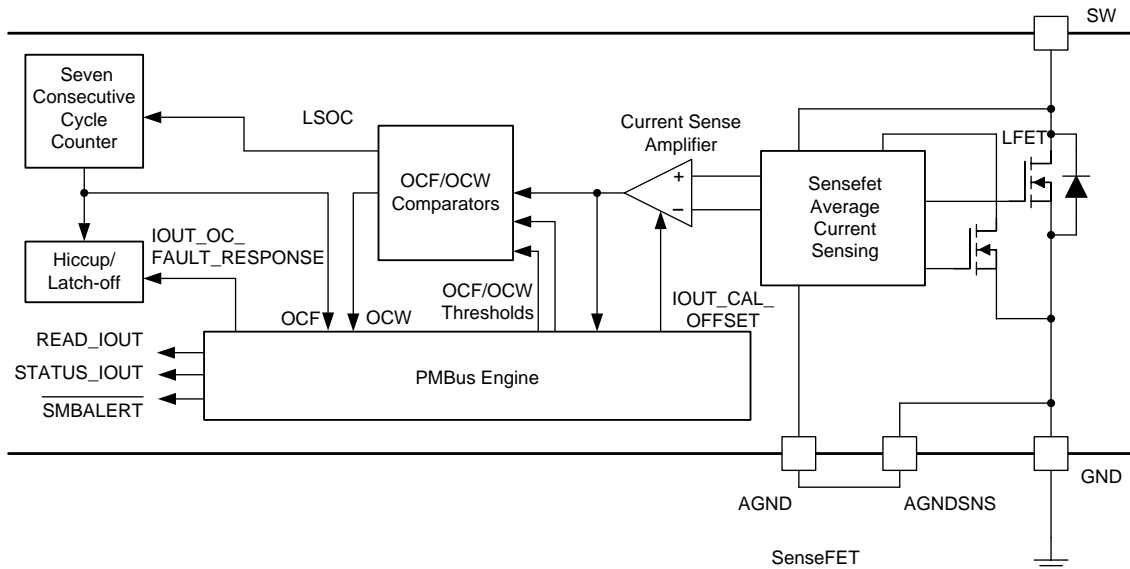 SW
Seven
Consecutive
Cycle
Counter
LSOC
Current Sense
Amplifier
LFET
OCF/OCW
Comparators
+
−
Sensefet
Average
Current
Sensing
Hiccup/
Latch-off
IOUT_OC_
FAULT_RESPONSE
OCF/OCW
Thresholds
IOUT_CAL_
OFFSET
OCF
OCW
READ_IOUT
STATUS_IOUT
SMBALERT
PMBus Engine
AGND
AGNDSNS
GND
SenseFET